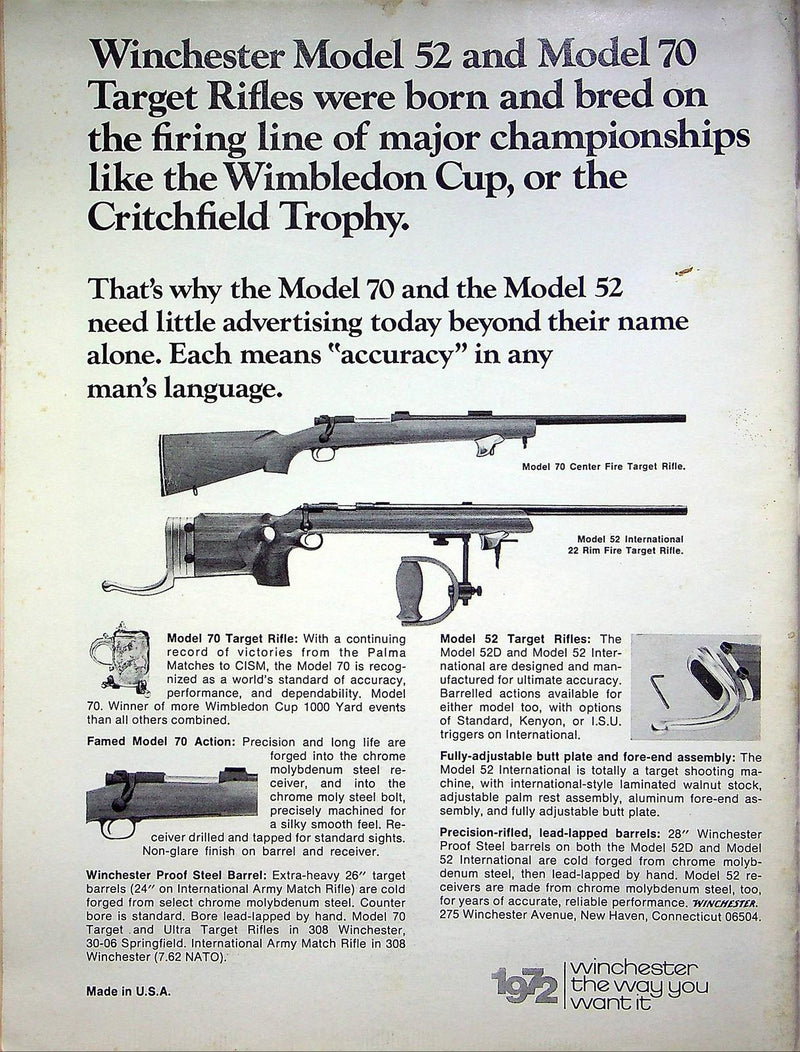 Winchester Model 52 and Model 70
Target Rifles were born and bred on
the firing line of major championships
like the Wimbledon Cup, or the
Critchfield Trophy.
That's why the Model 70 and the Model 52
need little advertising today beyond their name
alone. Each means "accuracy" in any
man's language.
Model 70 Center Fire Target Rifle.
Model 52 International
22 Rim Fire Target Rifle.
Model 70 Target Rifle: With a continuing
record of victories from the Palma
Matches to CISM, the Model 70 is recog-
nized as a world's standard of accuracy,
performance, and dependability. Model
70. Winner of more Wimbledon Cup 1000 Yard events
than all others combined.
Famed Model 70 Action: Precision and long life are
forged into the chrome
molybdenum steel re-
ceiver, and into the
chrome moly steel bolt,
precisely machined for
a silky smooth feel. Re-
ceiver drilled and tapped for standard sights.
Non-glare finish on barrel and receiver.
Winchester Proof Steel Barrel: Extra-heavy 26" target
barrels (24" on International Army Match Rifle) are cold
forged from select chrome molybdenum steel. Counter
bore is standard. Bore lead-lapped by hand. Model 70
Target and Ultra Target Rifles in 308 Winchester,
30-06 Springfield. International Army Match Rifle in 308
Winchester (7.62 NATO).
Made in U.S.A.
Model 52 Target Rifles: The
Model 52D and Model 52 Inter-
national are designed and man-
ufactured for ultimate accuracy.
Barrelled actions available for
either model too, with options
of Standard, Kenyon, or I.S.U.
triggers on International.
Fully-adjustable butt plate and fore-end assembly: The
Model 52 International is totally a target shooting ma-
chine, with international-style laminated walnut stock,
adjustable palm rest assembly, aluminum fore-end as-
sembly, and fully adjustable butt plate.
Precision-rifled, lead-lapped barrels: 28" Winchester
Proof Steel barrels on both the Model 52D and Model
52 International are cold forged from chrome molyb-
denum steel, then lead-lapped by hand. Model 52 re-
ceivers are made from chrome molybdenum steel, too,
for years of accurate, reliable performance. WINCHESTER.
275 Winchester Avenue, New Haven, Connecticut 06504.
1972
winchester
the way you
want it